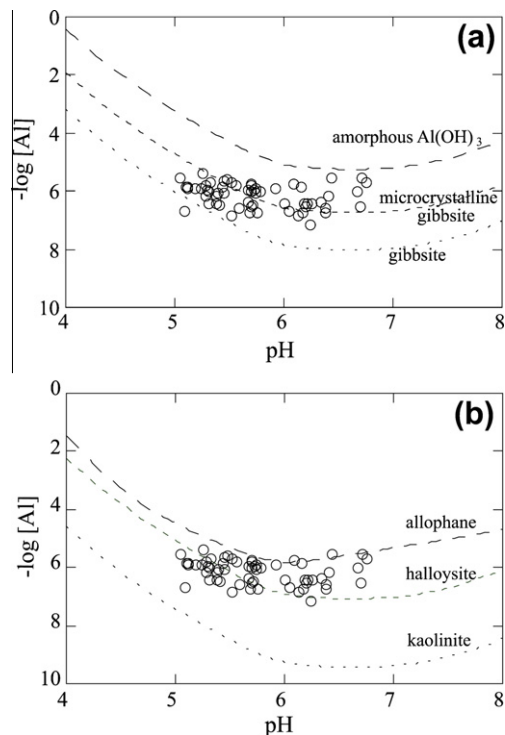 (a)
0
2
4
6
8
10
-log [Al]
amorphous Al(OH) 3
microcrystalline
gibbsite
gibbsite
4 5 6 7 8
pH
(b)
0
2
4
6
8
10
-log [Al]
allophane
halloysite
kaolinite
4 5 6 7 8
pH